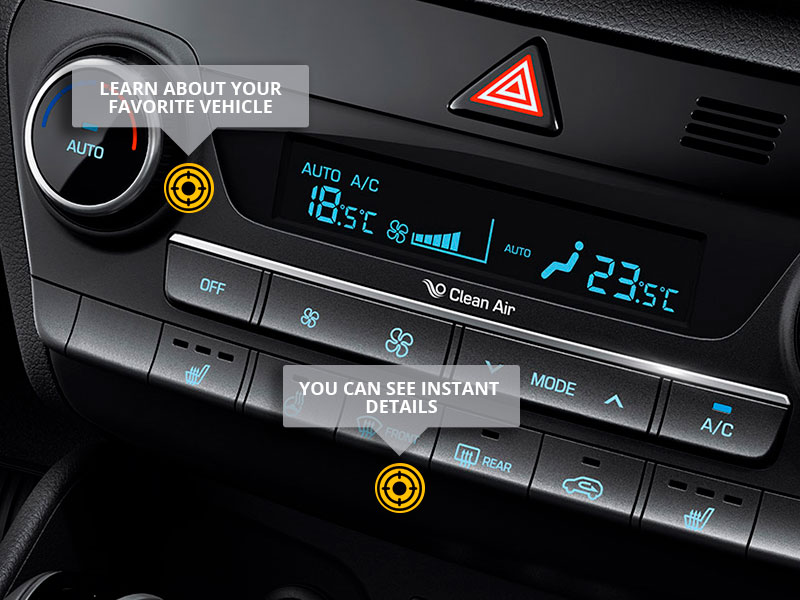 LEARN ABOUT YOUR
FAVORITE VEHICLE
AUTO
AUTO A/C
18.5°C
AUTO
23.5°C
Clean Air
OFF
MODE
A/C
YOU CAN SEE INSTANT
DETAILS
FRONT
REAR